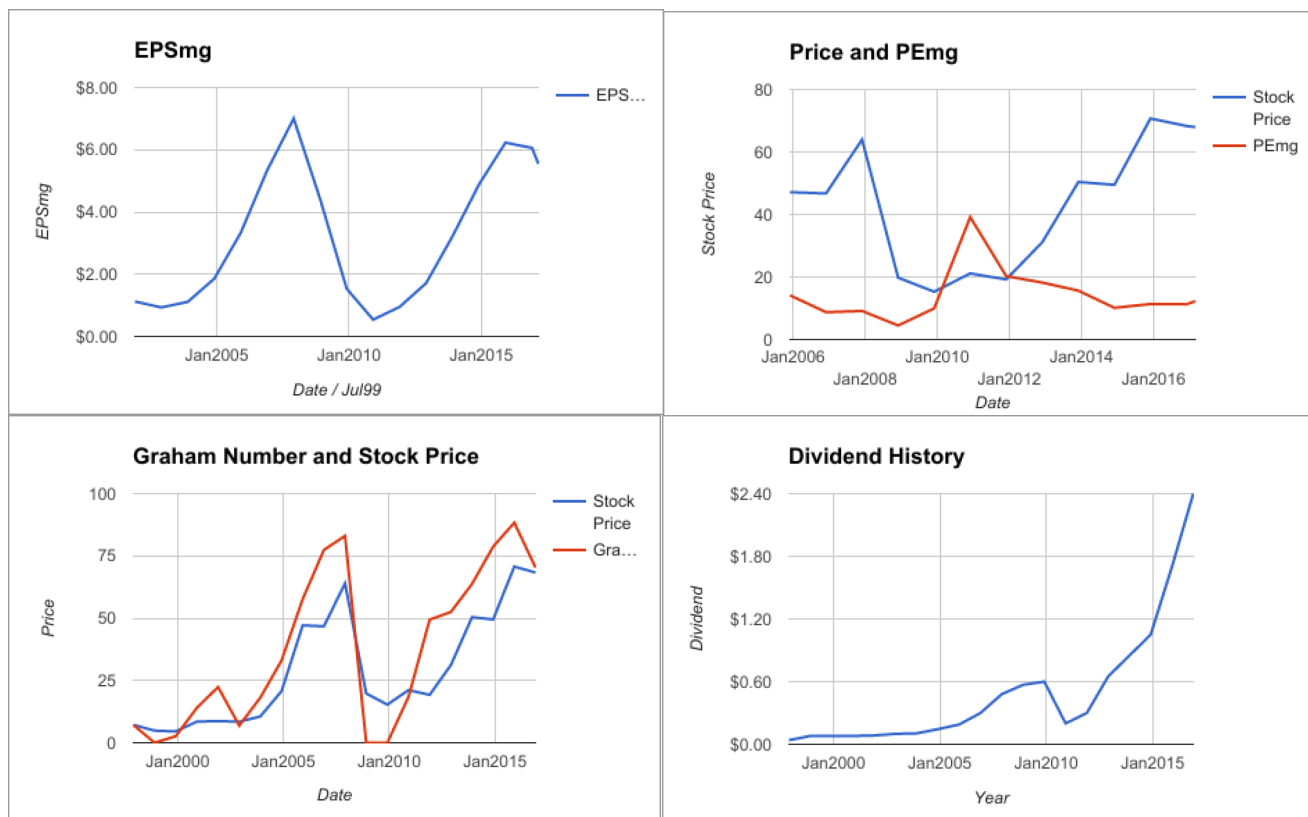 EPSmg
$8.00
$6.00
$4.00
$2.00
$0.00
EPSmg
Jan2005
Jan2010
Jan2015
Date / Jul99
EPS…
Price and PEmg
80
60
40
20
0
Stock Price
Jan2006
Jan2010
Jan2014
Jan2008
Jan2012
Jan2016
Date
Stock
Price
PEmg
Graham Number and Stock Price
100
75
50
25
0
Price
Jan2000
Jan2005
Jan2010
Jan2015
Date
Stock
Price
Gra…
Dividend History
$2.40
$1.80
$1.20
$0.60
$0.00
Dividend
Jan2000
Jan2005
Jan2010
Jan2015
Year